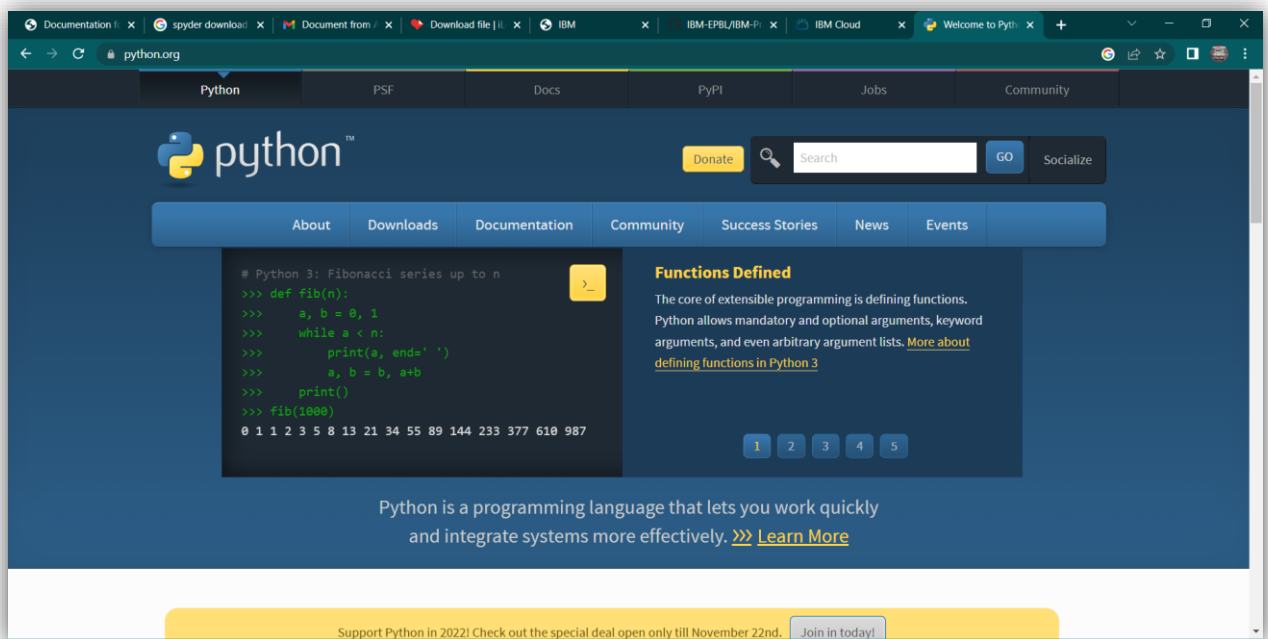 Documentation f
spyder download
Document from
Download file | iL
IBM
IBM-EPBL/IBM-Pr
IBM Cloud
Welcome to Pyth
python.org
Python
PSF
Docs
PyPI
Jobs
Community
python™
Donate
Search
GO
Socialize
About
Downloads
Documentation
Community
Success Stories
News
Events
# Python 3: Fibonacci series up to n
>>> def fib(n):
>>>     a, b = 0, 1
>>>     while a < n:
>>>         print(a, end=' ')
>>>         a, b = b, a+b
>>>     print()
>>> fib(1000)
0 1 1 2 3 5 8 13 21 34 55 89 144 233 377 610 987
>_
Functions Defined
The core of extensible programming is defining functions.
Python allows mandatory and optional arguments, keyword
arguments, and even arbitrary argument lists. More about
defining functions in Python 3
1 2 3 4 5
Python is a programming language that lets you work quickly
and integrate systems more effectively. >>> Learn More
Support Python in 2022! Check out the special deal open only till November 22nd.
Join in today!